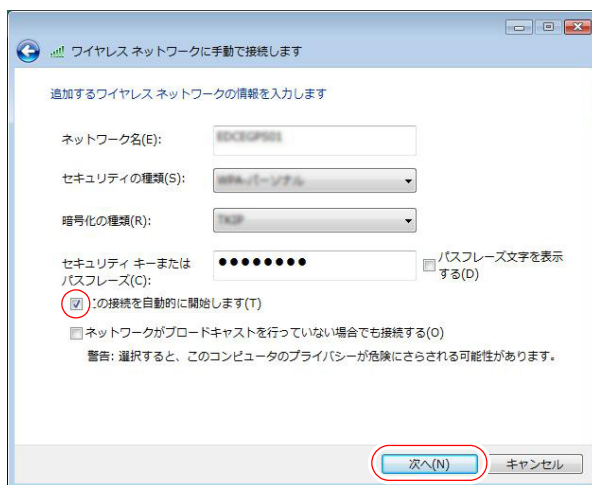 ワイヤレス ネットワークに手動で接続します
追加するワイヤレス ネットワークの情報を入力します
ネットワーク名(E):
セキュリティの種類(S): WPA-パーソナル
暗号化の種類(R): TKIP
セキュリティ キーまたは
パスフレーズ(C): ●●●●●●●●
パスフレーズ文字を表示
する(D)
この接続を自動的に開始します(T)
ネットワークがブロードキャストを行っていない場合でも接続する(O)
警告: 選択すると、このコンピュータのプライバシーが危険にさらされる可能性があります。
次へ(N) キャンセル